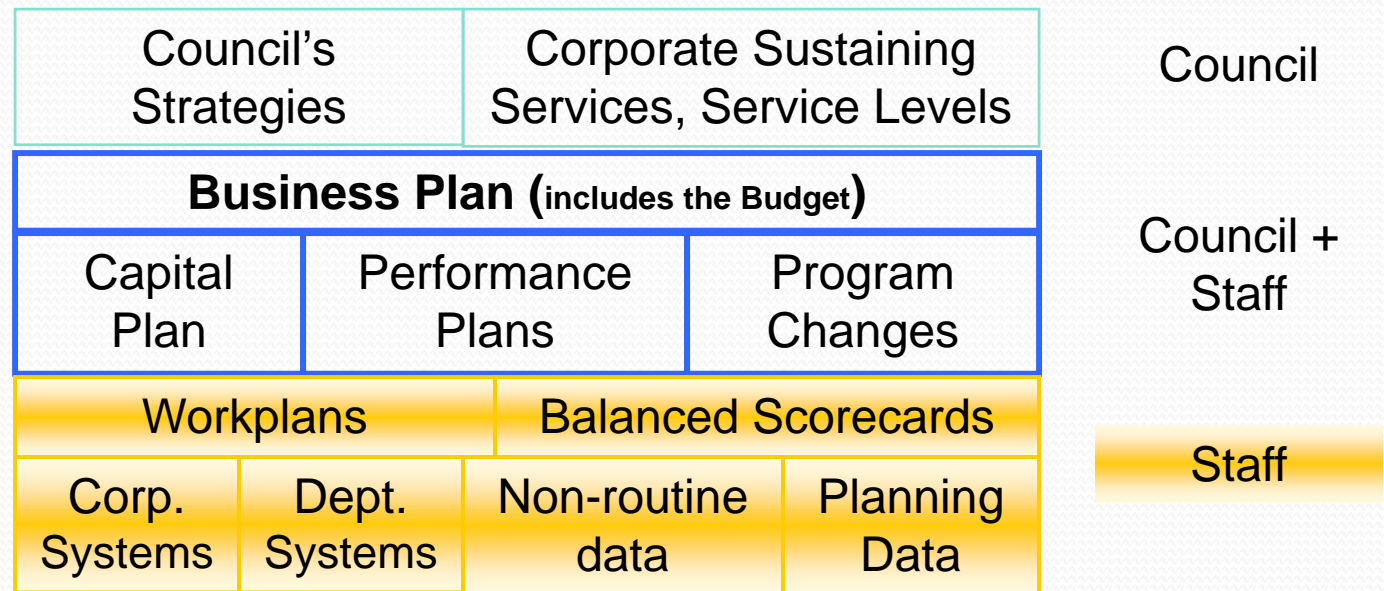 Council’s
Strategies
Corporate Sustaining
Services, Service Levels
Council
Business Plan (includes the Budget)
Capital
Plan
Performance
Plans
Program
Changes
Council +
Staff
Workplans
Balanced Scorecards
Corp.
Systems
Dept.
Systems
Non-routine
data
Planning
Data
Staff